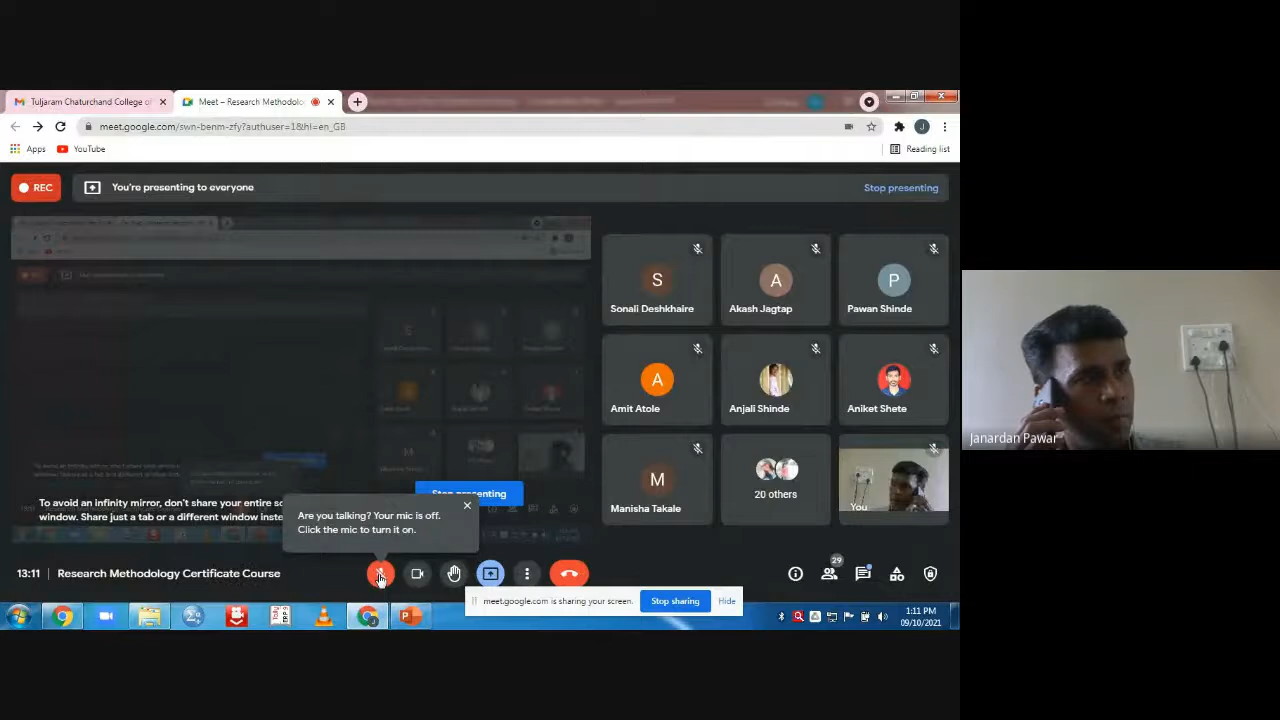 Tuljaram Chaturchand College of
Meet – Research Methodolo
meet.google.com/swn-benm-zfy?authuser=1&hl=en_GB
J
Apps
YouTube
Reading list
REC
You're presenting to everyone
Stop presenting
S
Sonali Deshkhaire
A
Akash Jagtap
P
Pawan Shinde
A
Amit Atole
Anjali Shinde
Aniket Shete
M
Manisha Takale
20 others
You
Janardan Pawar
Stop presenting
To avoid an infinity mirror, don't share your entire sc
window. Share just a tab or a different window inste
Are you talking? Your mic is off.
Click the mic to turn it on.
13:11 | Research Methodology Certificate Course
29
meet.google.com is sharing your screen.
Stop sharing
Hide
1:11 PM
09/10/2021